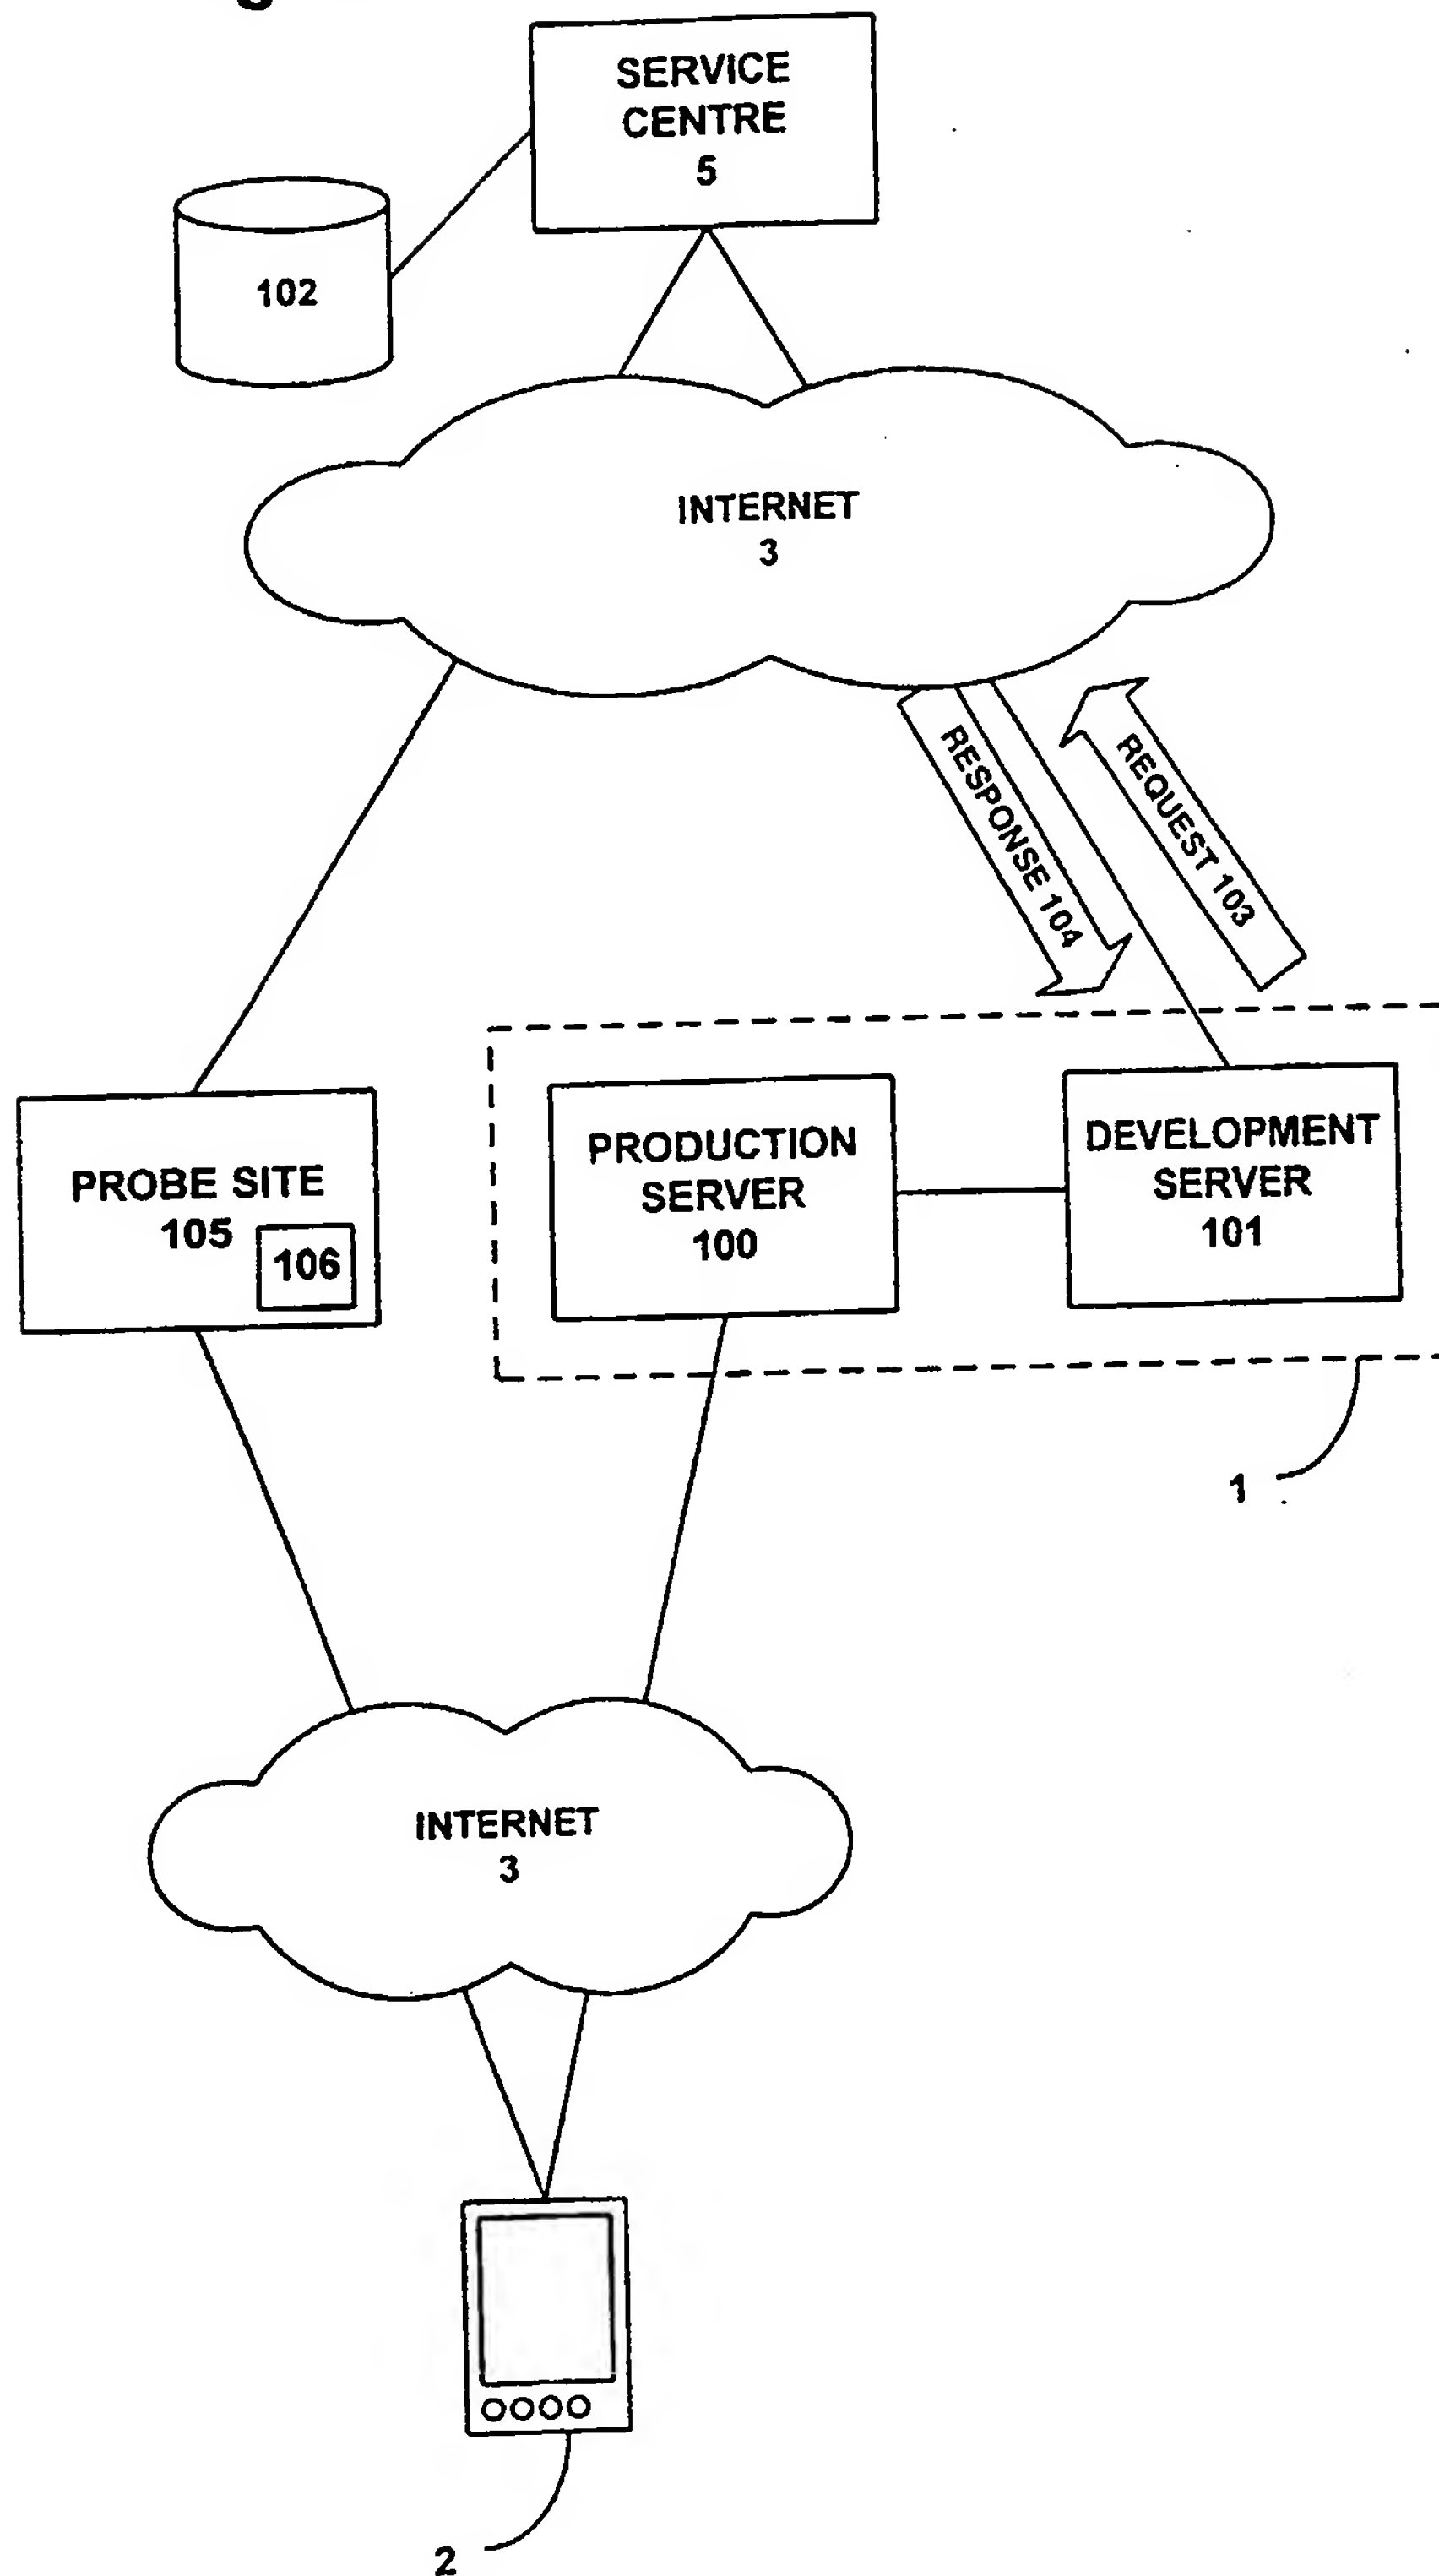 SERVICE
CENTRE
5
102
INTERNET
3
RESPONSE 104
REQUEST 103
PROBE SITE
105
106
PRODUCTION
SERVER
100
DEVELOPMENT
SERVER
101
1
INTERNET
3
2